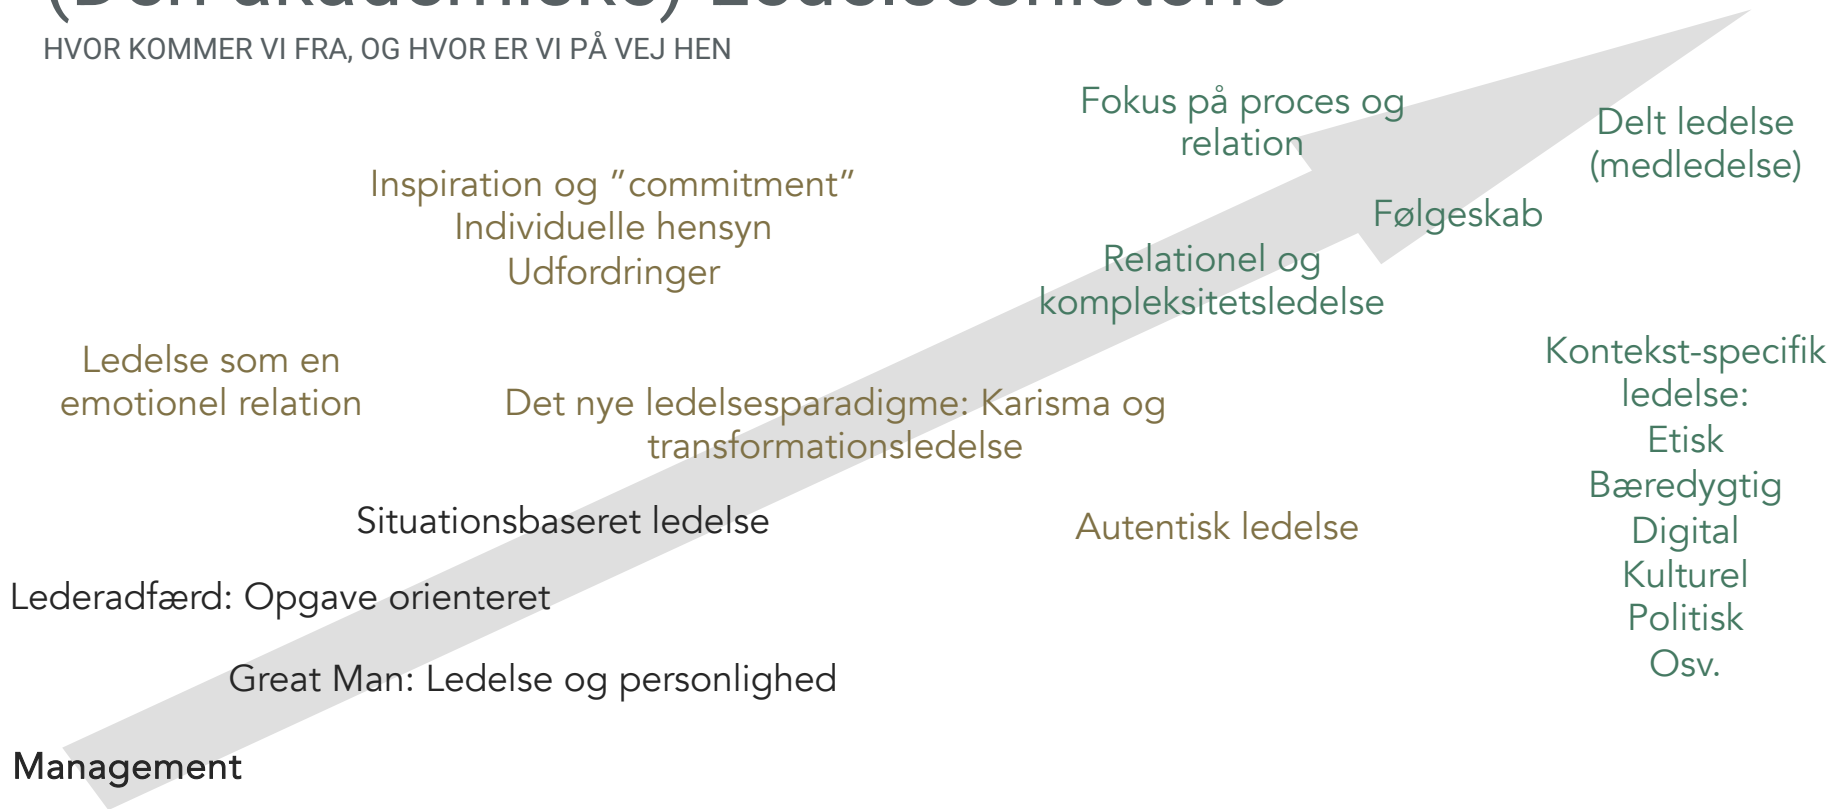 (Den akademiske) Ledelseshistorie
HVOR KOMMER VI FRA, OG HVOR ER VI PÅ VEJ HEN
Fokus på proces og
relation
Delt ledelse
(medledelse)
Inspiration og ”commitment”
Individuelle hensyn
Udfordringer
Følgeskab
Relationel og
kompleksitetsledelse
Ledelse som en
emotionel relation
Det nye ledelsesparadigme: Karisma og
transformationsledelse
Kontekst-specifik
ledelse:
Etisk
Bæredygtig
Digital
Kulturel
Politisk
Osv.
Situationsbaseret ledelse
Autentisk ledelse
Lederadfærd: Opgave orienteret
Great Man: Ledelse og personlighed
Management